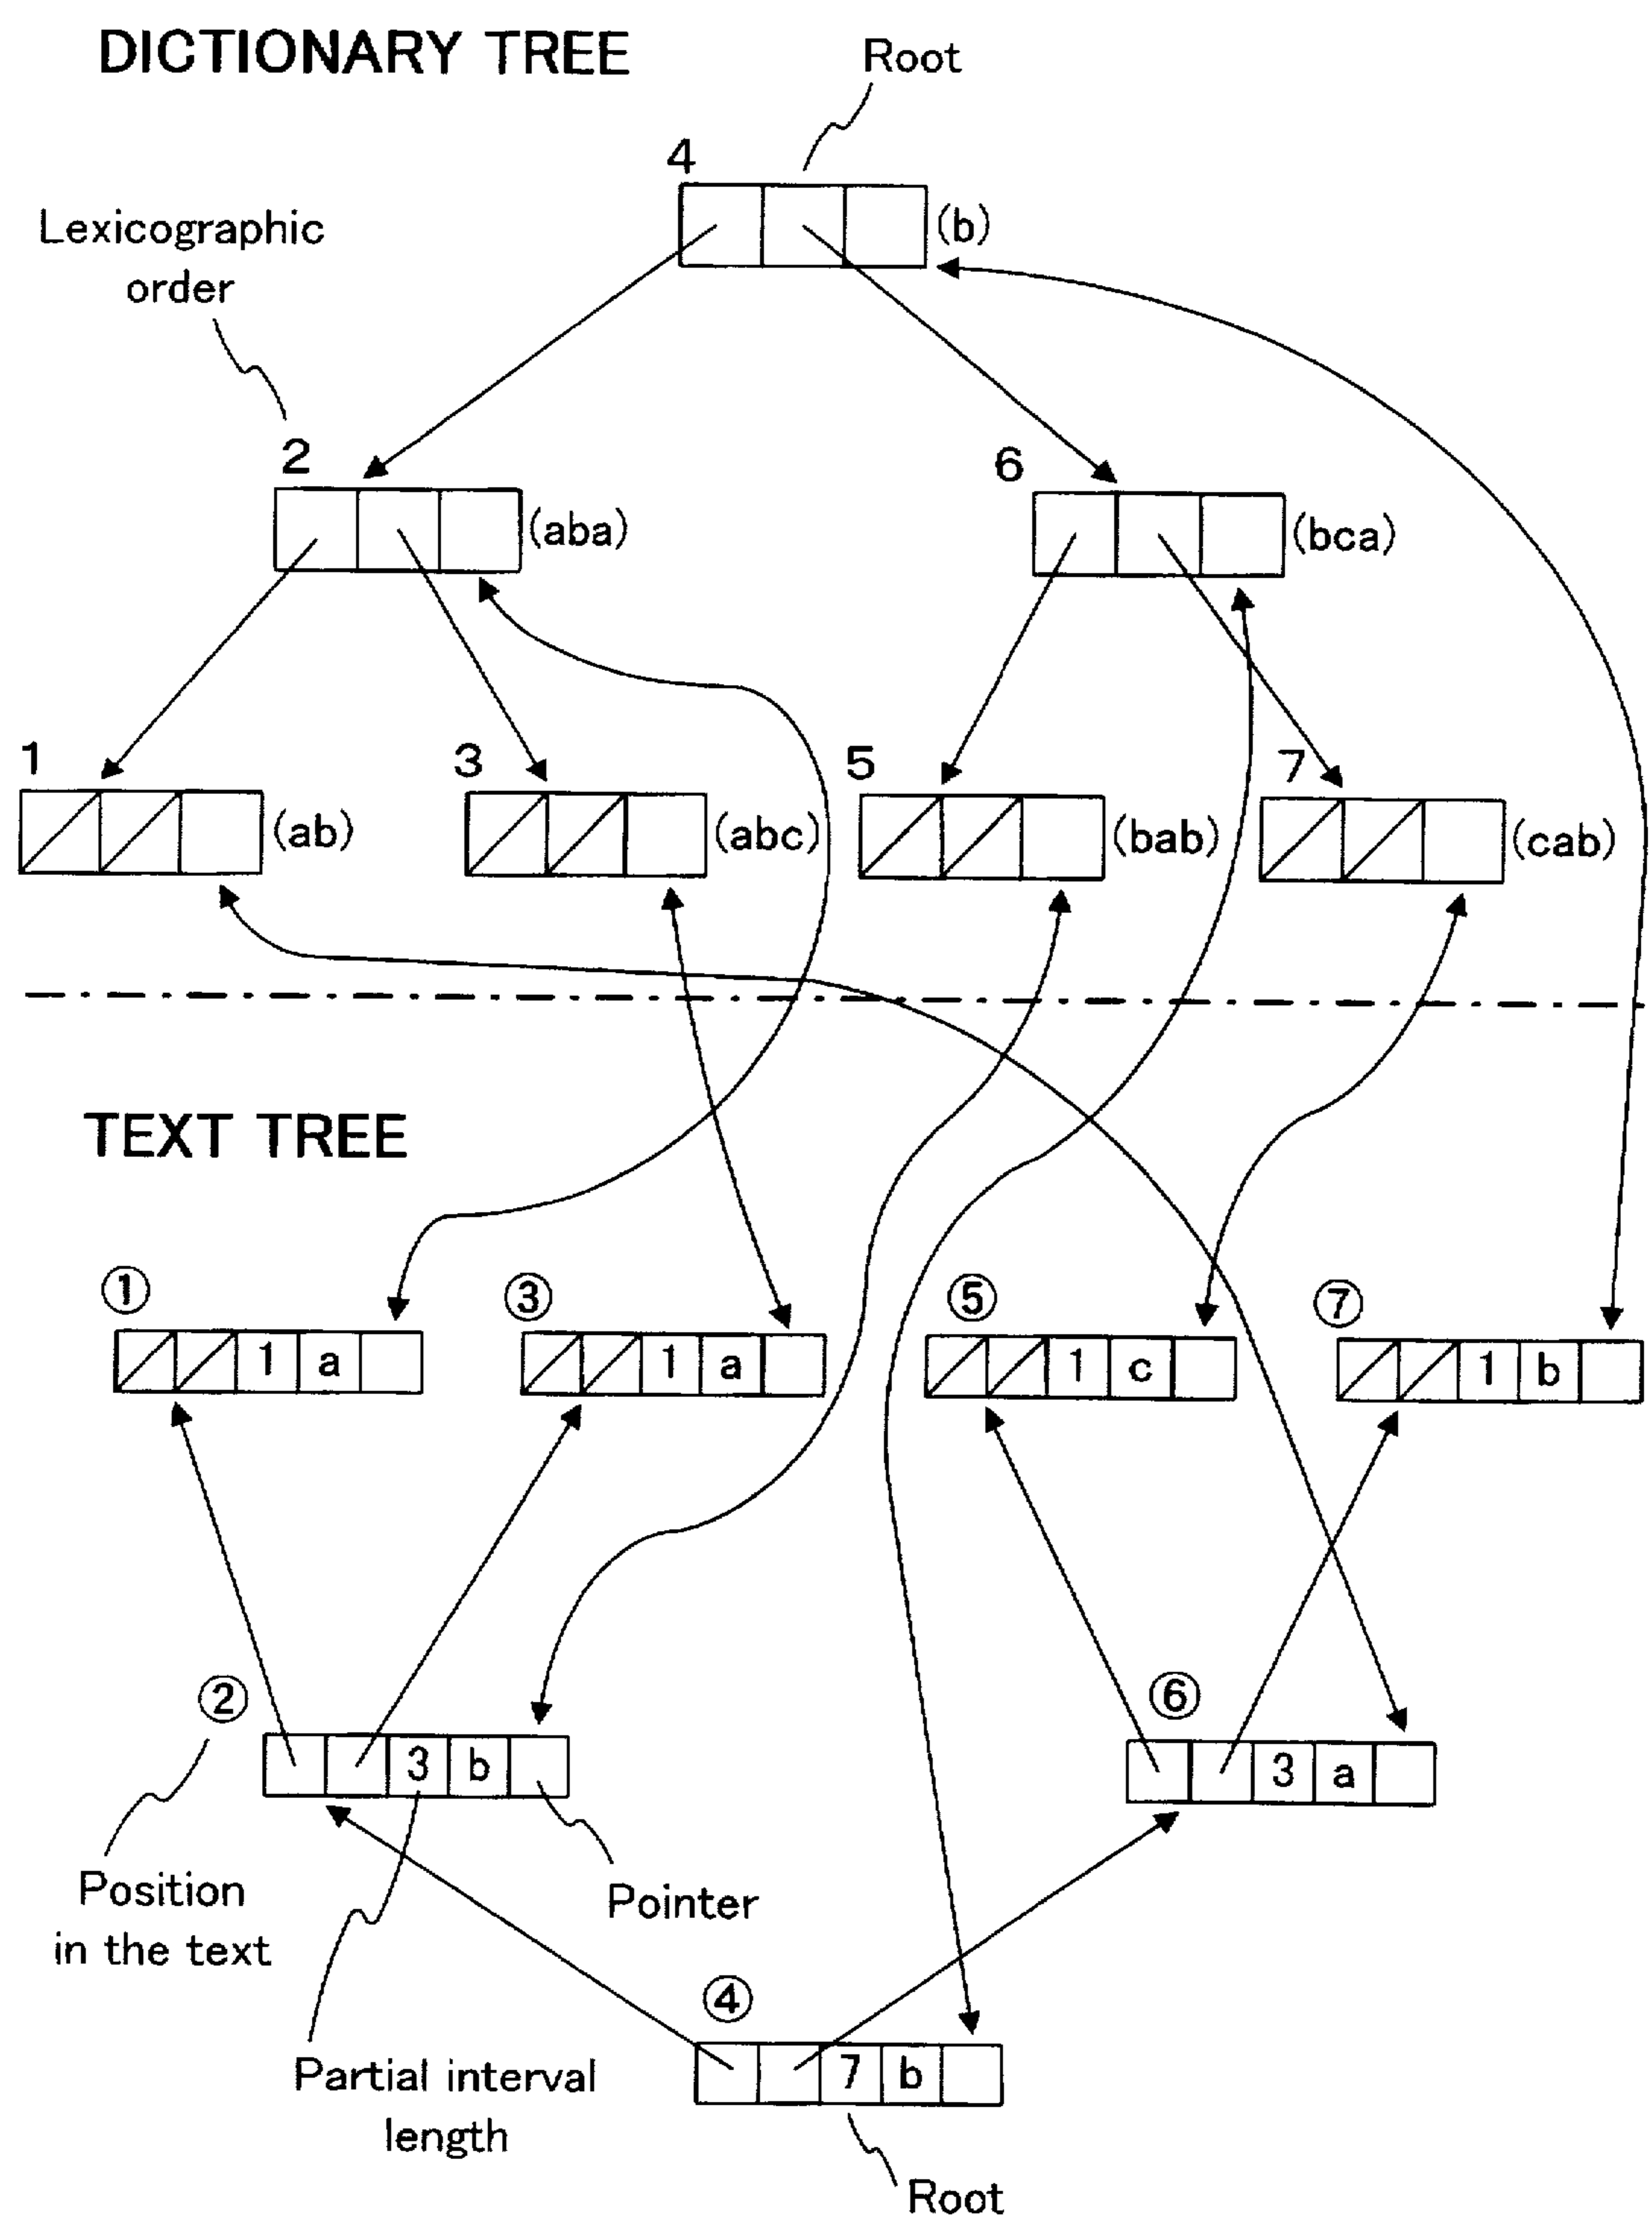 DICTIONARY TREE
Root
4
(b)
Lexicographic
order
2
(aba)
6
(bca)
1
(ab)
3
(abc)
5
(bab)
7
(cab)
TEXT TREE
①
1 a
③
1 a
⑤
1 c
⑦
1 b
②
3 b
⑥
3 a
Position
in the text
Pointer
④
7 b
Partial interval
length
Root